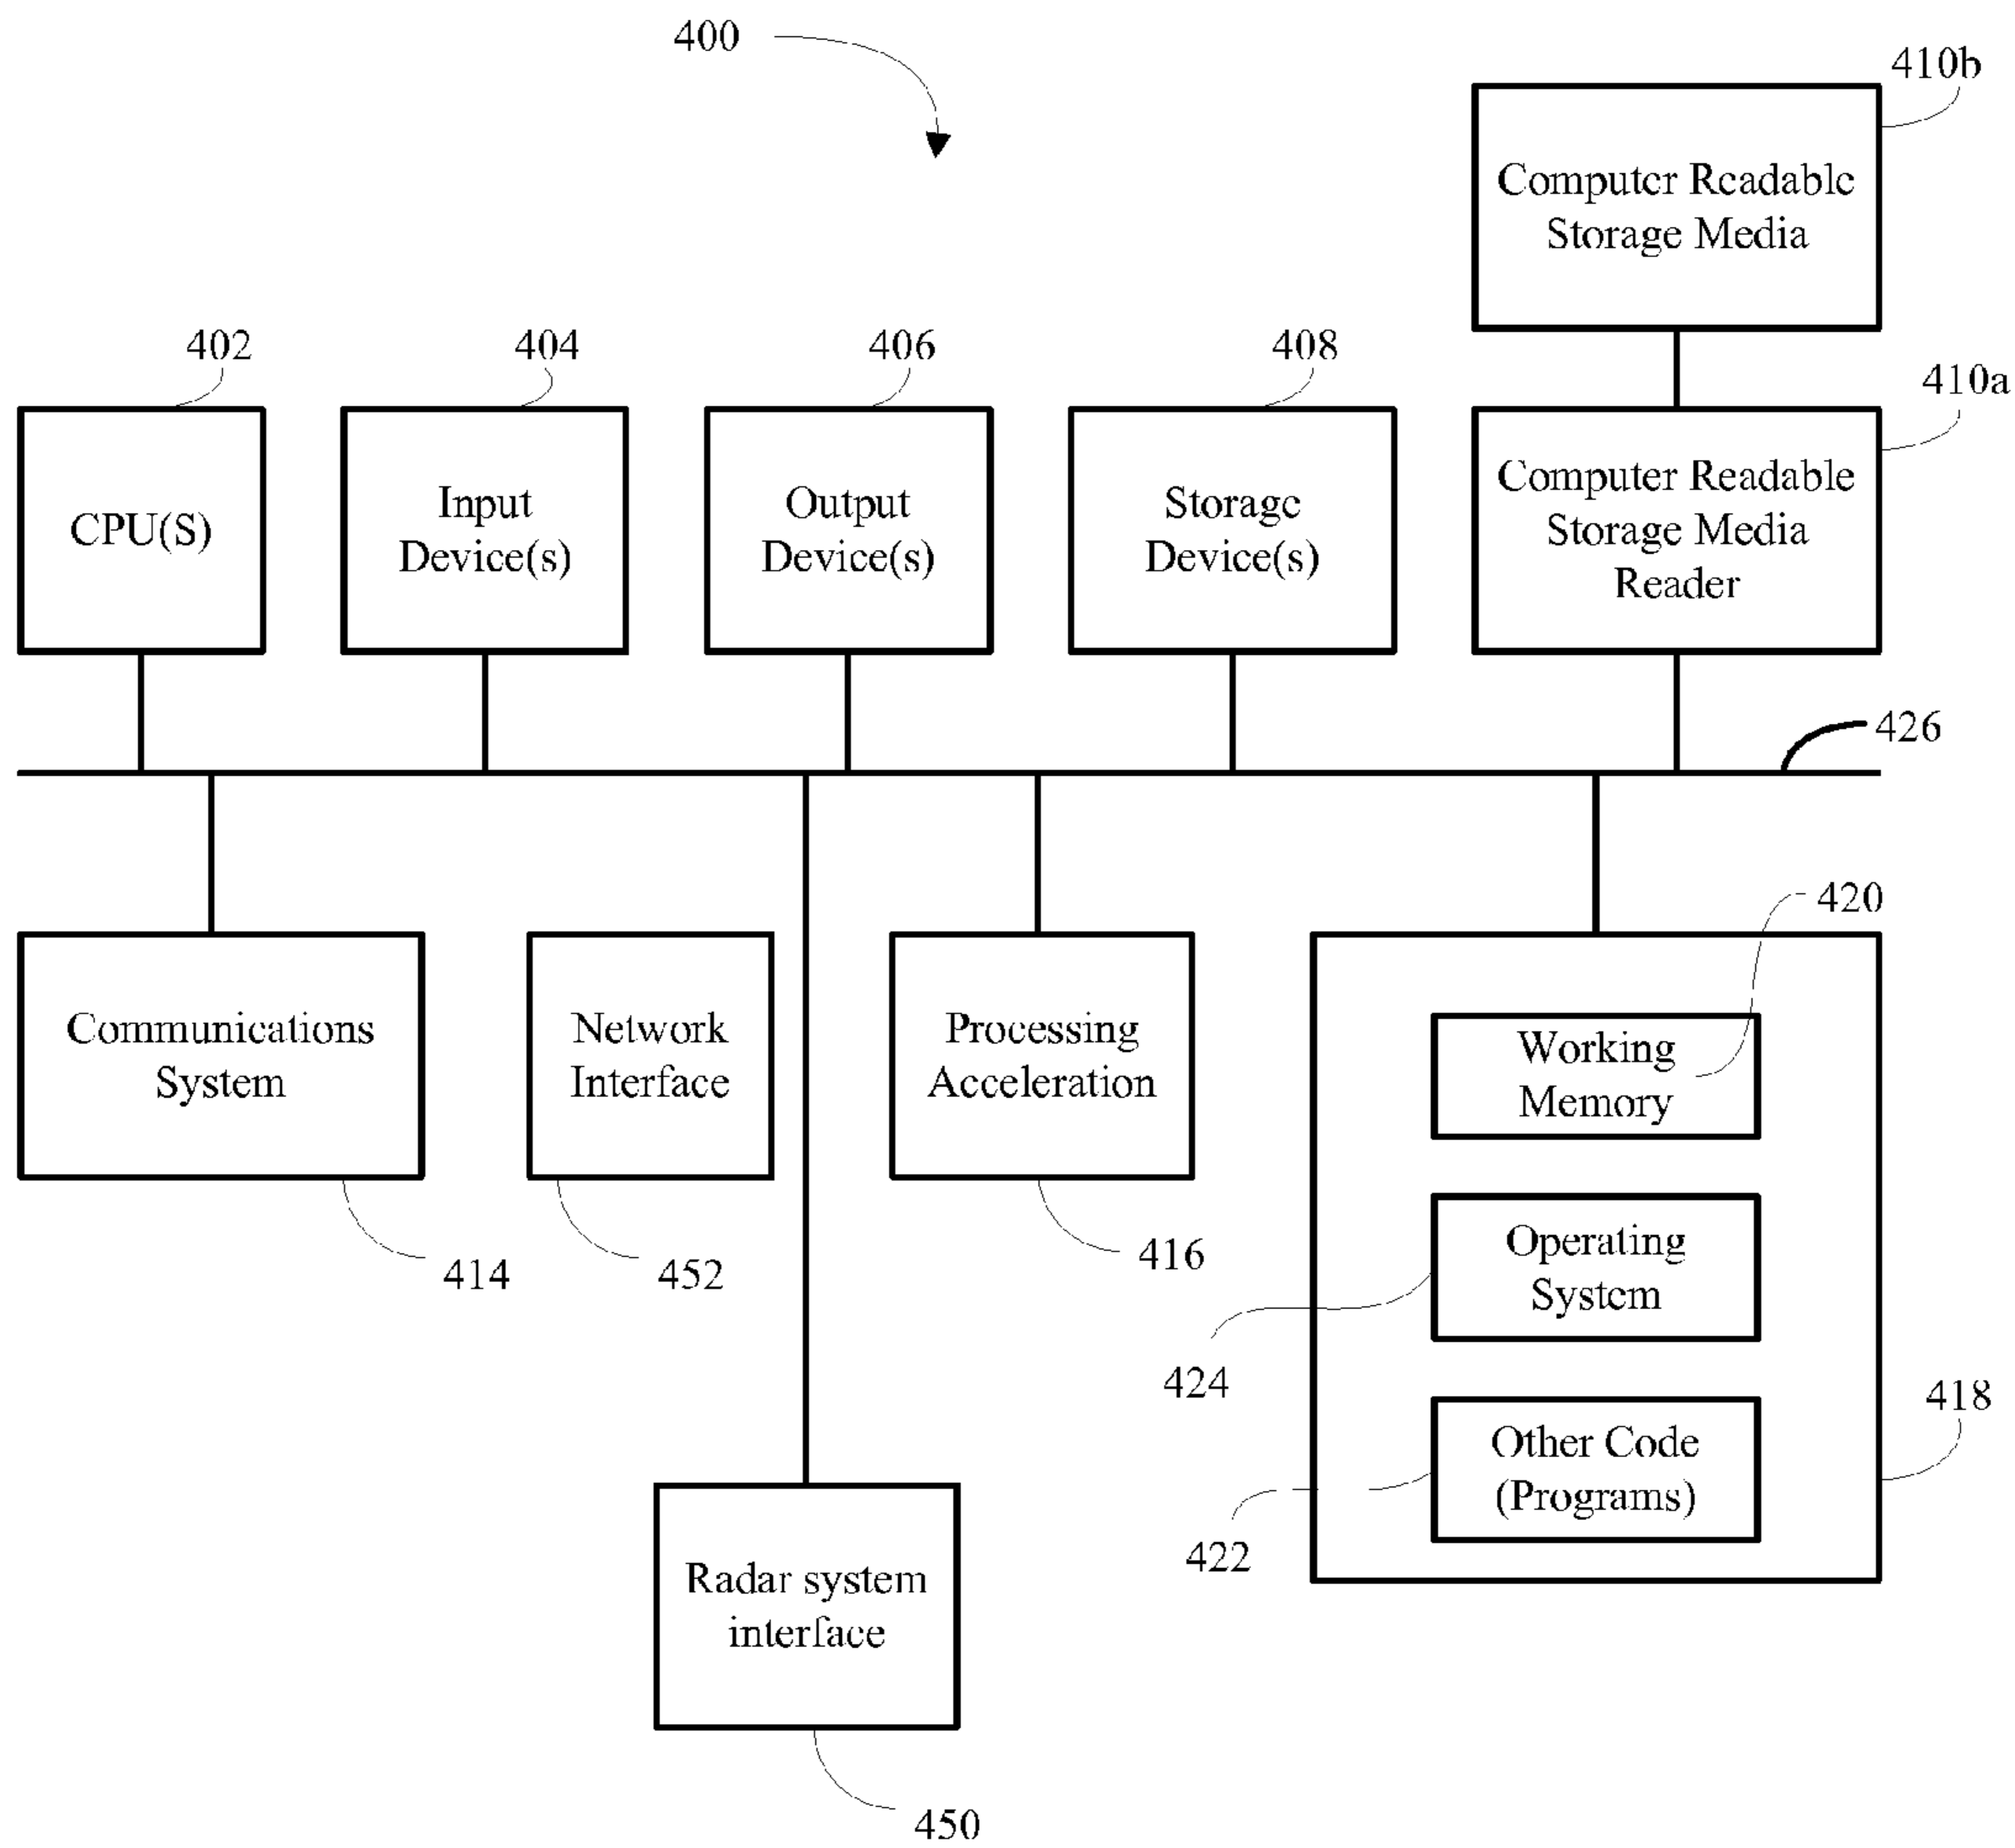 400
410b
Computer Readable
Storage Media
402
404
406
408
410a
CPU(S)
Input
Device(s)
Output
Device(s)
Storage
Device(s)
Computer Readable
Storage Media
Reader
426
420
Communications
System
Network
Interface
Processing
Acceleration
Working
Memory
414
452
416
Operating
System
424
418
Other Code
(Programs)
422
Radar system
interface
450